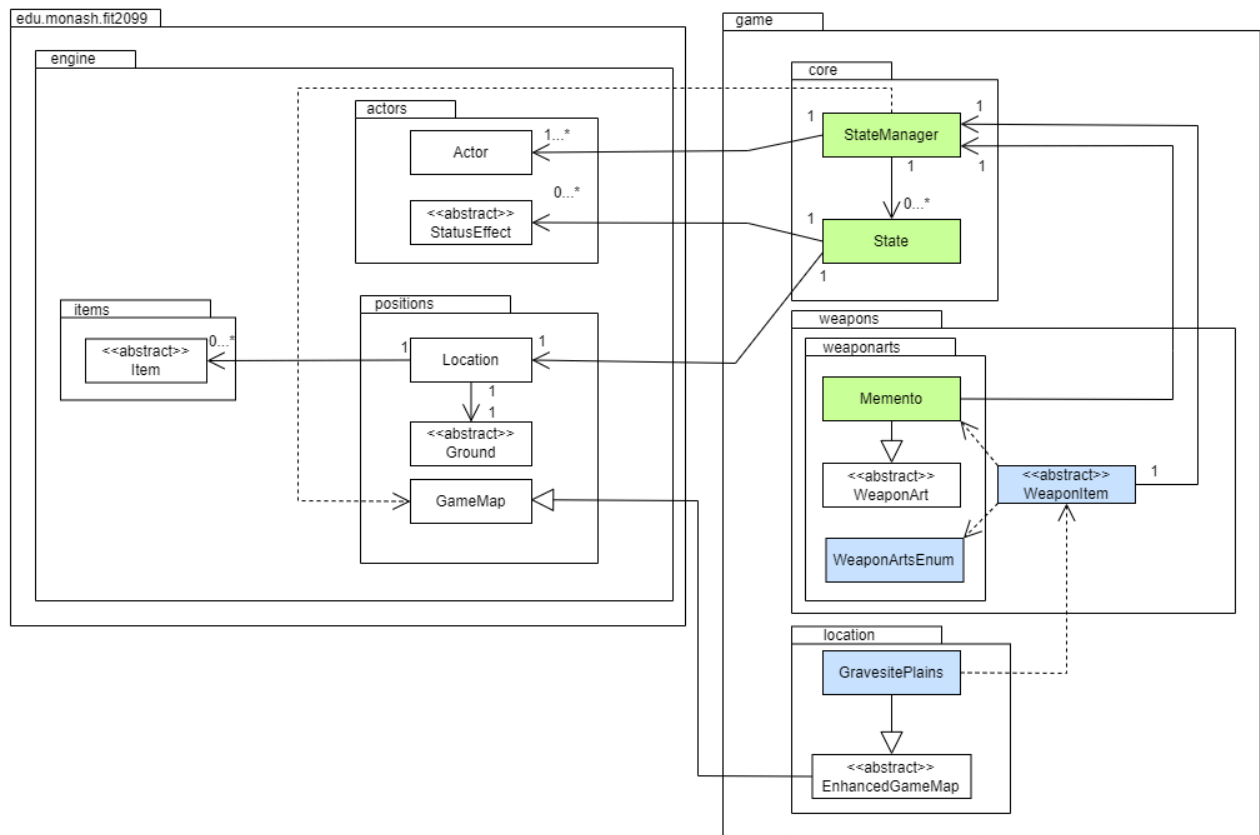 edu.monash.fit2099
engine
actors
Actor
1...*
<<abstract>>
StatusEffect
0...*
items
<<abstract>>
Item
0...*
positions
1
Location
1
1
1
<<abstract>>
Ground
GameMap
game
core
1
StateManager
1
1
1
0...*
1
State
1
weapons
weaponarts
Memento
<<abstract>>
WeaponArt
<<abstract>>
WeaponItem
1
WeaponArtsEnum
location
GravesitePlains
<<abstract>>
EnhancedGameMap